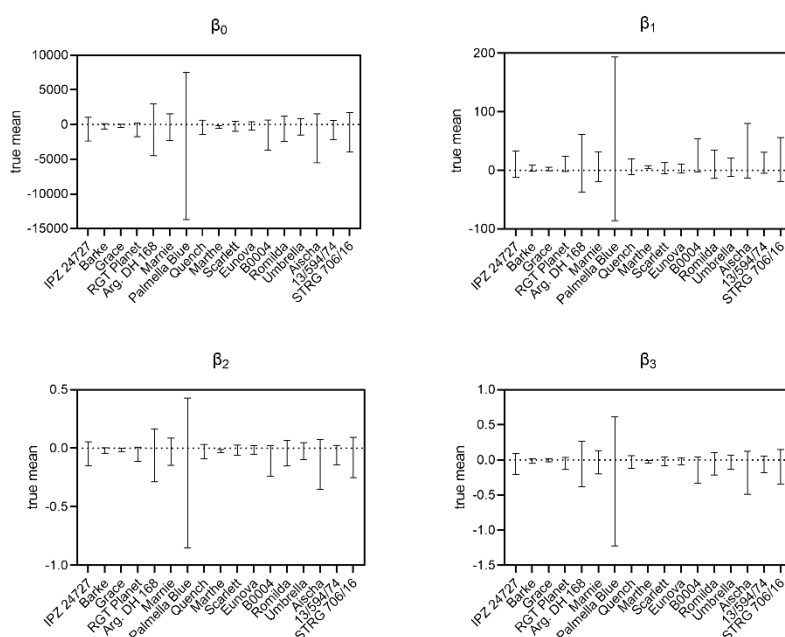 β0
true mean
10000
5000
0
-5000
-10000
-15000
IPZ 24727
Barke
Grace
RGT Planet
Arg. DH 168
Marnie
Palmella Blue
Quench
Marthe
Scarlett
Eunova
B0004
Romilda
Umbrella
Aischa
13/594/74
STRG 706/16
β1
true mean
200
100
0
-100
IPZ 24727
Barke
Grace
RGT Planet
Arg. DH 168
Marnie
Palmella Blue
Quench
Marthe
Scarlett
Eunova
B0004
Romilda
Umbrella
Aischa
13/594/74
STRG 706/16
β2
true mean
0.5
0.0
-0.5
-1.0
IPZ 24727
Barke
Grace
RGT Planet
Arg. DH 168
Marnie
Palmella Blue
Quench
Marthe
Scarlett
Eunova
B0004
Romilda
Umbrella
Aischa
13/594/74
STRG 706/16
β3
true mean
1.0
0.5
0.0
-0.5
-1.0
-1.5
IPZ 24727
Barke
Grace
RGT Planet
Arg. DH 168
Marnie
Palmella Blue
Quench
Marthe
Scarlett
Eunova
B0004
Romilda
Umbrella
Aischa
13/594/74
STRG 706/16